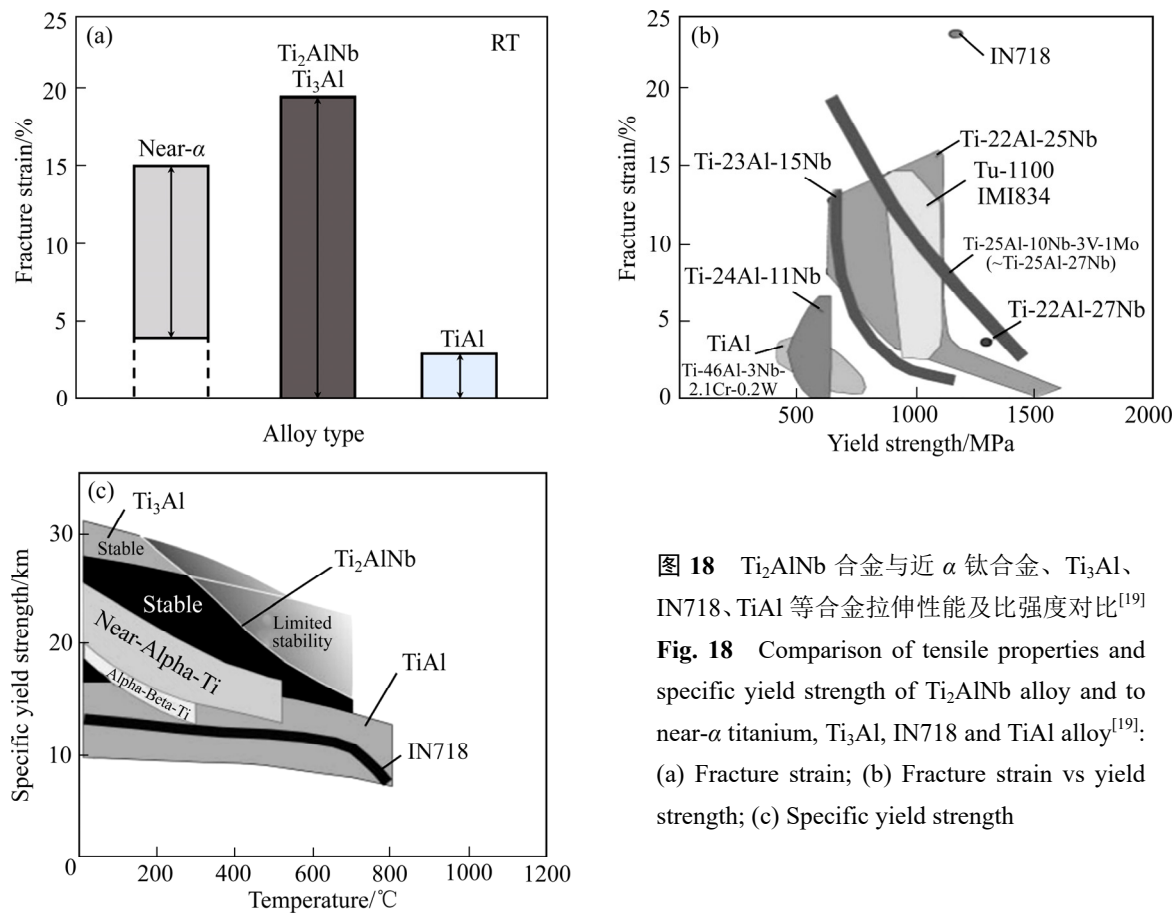 (a)
RT
25
20
15
10
5
0
Fracture strain/%
Near-α
Ti₂AlNb
Ti₃Al
TiAl
Alloy type
(b)
25
20
15
10
5
0
Fracture strain/%
IN718
Ti-22Al-25Nb
Ti-23Al-15Nb
Tu-1100
IMI834
Ti-25Al-10Nb-3V-1Mo
(~Ti-25Al-27Nb)
Ti-24Al-11Nb
Ti-22Al-27Nb
TiAl
Ti-46Al-3Nb-
2.1Cr-0.2W
500 1000 1500 2000
Yield strength/MPa
(c)
30
20
10
0
Specific yield strength/km
Ti₃Al
Stable
Ti₂AlNb
Stable
Limited
stability
Near-Alpha-Ti
TiAl
Alpha-Beta-Ti
IN718
200 400 600 800 1000 1200
Temperature/℃
图 18 Ti₂AlNb 合金与近 α 钛合金、Ti₃Al、
IN718、TiAl 等合金拉伸性能及比强度对比[19]
Fig. 18 Comparison of tensile properties and
specific yield strength of Ti₂AlNb alloy and to
near-α titanium, Ti₃Al, IN718 and TiAl alloy[19]:
(a) Fracture strain; (b) Fracture strain vs yield
strength; (c) Specific yield strength